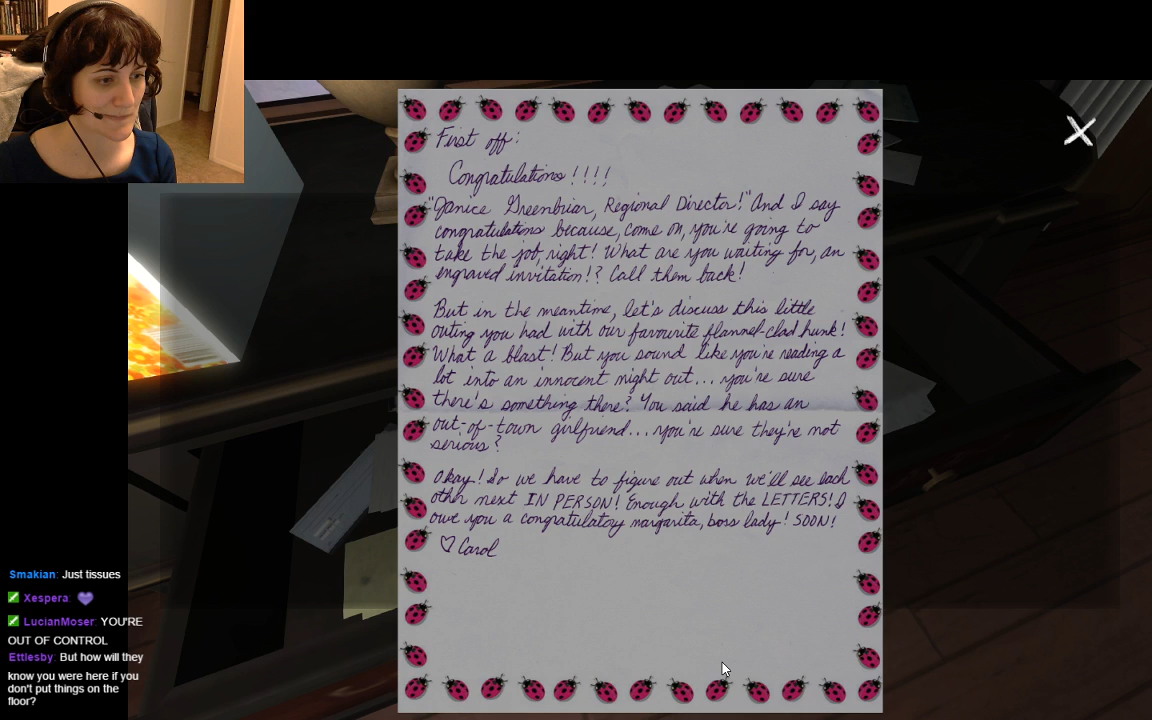 First off:
Congratulations!!!!
"Janice Greenbriar, Regional Director!" And I say
congratulations because, come on, you're going to
take the job, right! What are you waiting for, an
engraved invitation!? Call them back!
But in the meantime, let's discuss this little
outing you had with our favourite flannel-clad hunk!
What a blast! But you sound like you're reading a
lot into an innocent night out... you're sure
there's something there? You said he has an
out-of-town girlfriend... you're sure they're not
serious?
Okay! So we have to figure out when we'll see each
other next IN PERSON! Enough with the LETTERS! I
owe you a congratulatory margarita, boss lady! SOON!
♡ Carol
Smakian: Just tissues
Xespera: 💜
LucianMoser: YOU'RE
OUT OF CONTROL
Ettlesby: But how will they
know you were here if you
don't put things on the
floor?